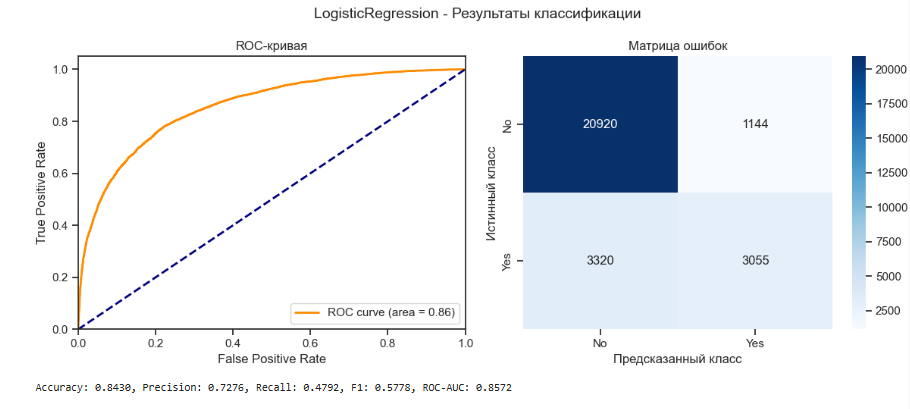 LogisticRegression - Результаты классификации
ROC-кривая
1.0
0.8
0.6
0.4
0.2
0.0
True Positive Rate
ROC curve (area = 0.86)
0.0 0.2 0.4 0.6 0.8 1.0
False Positive Rate
Матрица ошибок
Истинный класс
No
Yes
20920 1144
3320 3055
No Yes
Предсказанный класс
20000
17500
15000
12500
10000
7500
5000
2500
Accuracy: 0.8430, Precision: 0.7276, Recall: 0.4792, F1: 0.5778, ROC-AUC: 0.8572